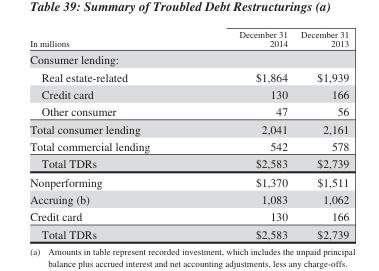 Table 39: Summary of Troubled Debt Restructurings (a)
In millions December 31 2014 December 31 2013
Consumer lending:
Real estate-related $1,864 $1,939
Credit card 130 166
Other consumer 47 56
Total consumer lending 2,041 2,161
Total commercial lending 542 578
Total TDRs $2,583 $2,739
Nonperforming $1,370 $1,511
Accruing (b) 1,083 1,062
Credit card 130 166
Total TDRs $2,583 $2,739
(a) Amounts in table represent recorded investment, which includes the unpaid principal
balance plus accrued interest and net accounting adjustments, less any charge-offs.